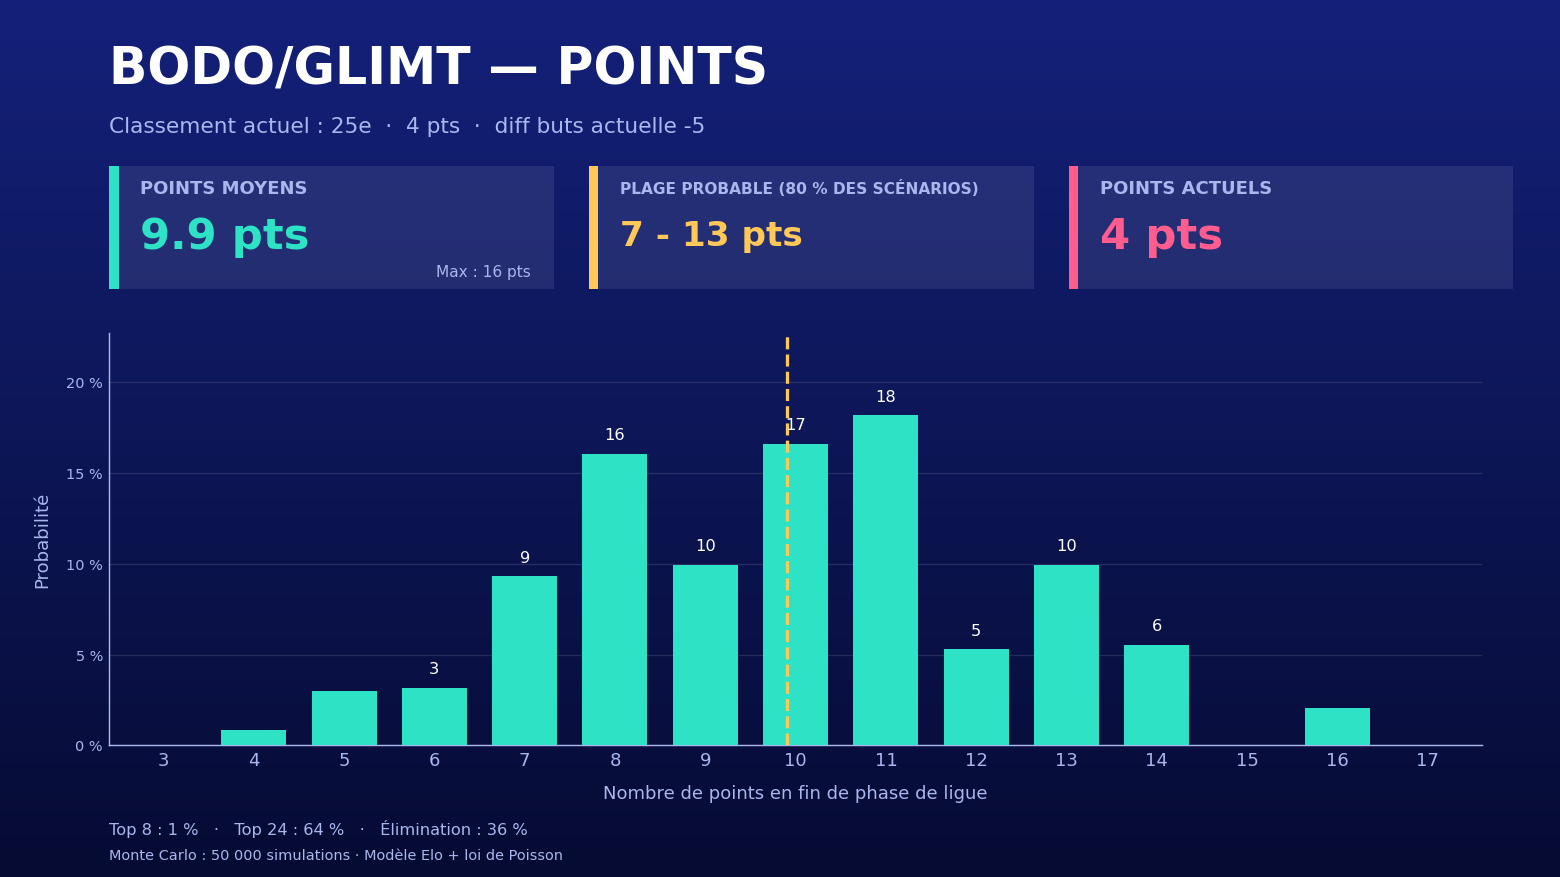 BODO/GLIMT — POINTS
Classement actuel : 25e · 4 pts · diff buts actuelle -5
POINTS MOYENS
9.9 pts
Max : 16 pts
PLAGE PROBABLE (80 % DES SCÉNARIOS)
7 - 13 pts
POINTS ACTUELS
4 pts
Probabilité
20 %
15 %
10 %
5 %
0 %
3
9
16
10
17
18
5
10
6
3 4 5 6 7 8 9 10 11 12 13 14 15 16 17
Nombre de points en fin de phase de ligue
Top 8 : 1 % · Top 24 : 64 % · Élimination : 36 %
Monte Carlo : 50 000 simulations · Modèle Elo + loi de Poisson